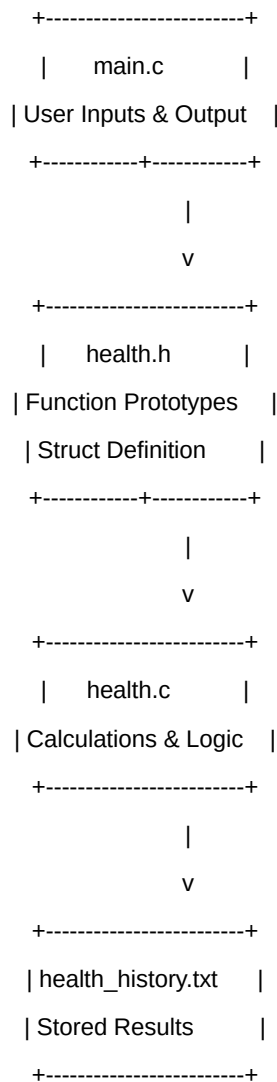 +-------------------------+
| main.c |
| User Inputs & Output |
+------------+------------+
|
v
+-------------------------+
| health.h |
| Function Prototypes |
| Struct Definition |
+------------+------------+
|
v
+-------------------------+
| health.c |
| Calculations & Logic |
+-------------------------+
|
v
+-------------------------+
| health_history.txt |
| Stored Results |
+-------------------------+